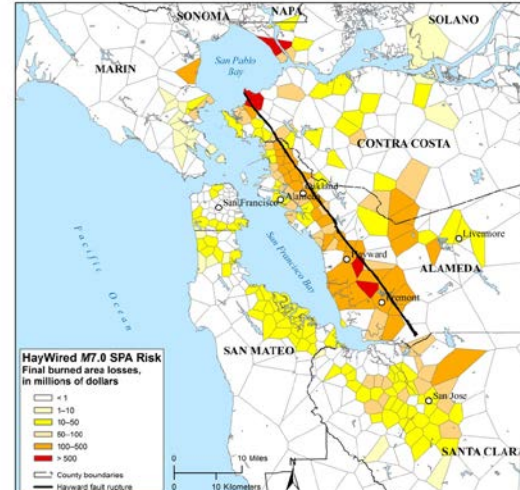 SONOMA
NAPA
SOLANO
San Pablo
Bay
MARIN
CONTRA COSTA
Oakland
Alameda
San Francisco
Livermore
Hayward
ALAMEDA
San Francisco Bay
Pacific Ocean
Fremont
SAN MATEO
San Jose
SANTA CLARA
HayWired M7.0 SPA Risk
Final burned area losses,
in millions of dollars
< 1
1–10
10–50
50–100
100–500
> 500
County boundaries
Hayward fault rupture
0 10 Miles
0 10 Kilometers
N